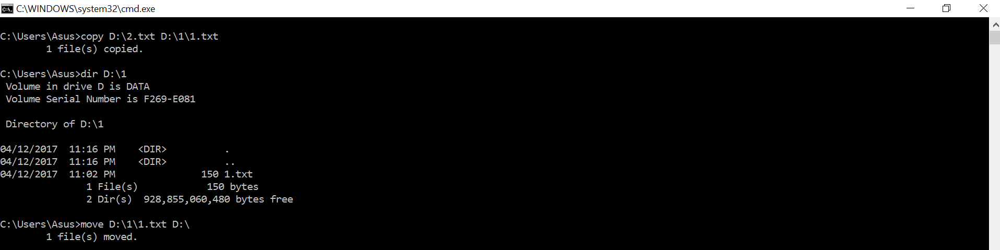 C:\WINDOWS\system32\cmd.exe
C:\Users\Asus>copy D:\2.txt D:\1\1.txt
        1 file(s) copied.
C:\Users\Asus>dir D:\1
 Volume in drive D is DATA
 Volume Serial Number is F269-E081
 Directory of D:\1
04/12/2017  11:16 PM    <DIR>          .
04/12/2017  11:16 PM    <DIR>          ..
04/12/2017  11:02 PM               150 1.txt
               1 File(s)            150 bytes
               2 Dir(s)  928,855,060,480 bytes free
C:\Users\Asus>move D:\1\1.txt D:\
        1 file(s) moved.